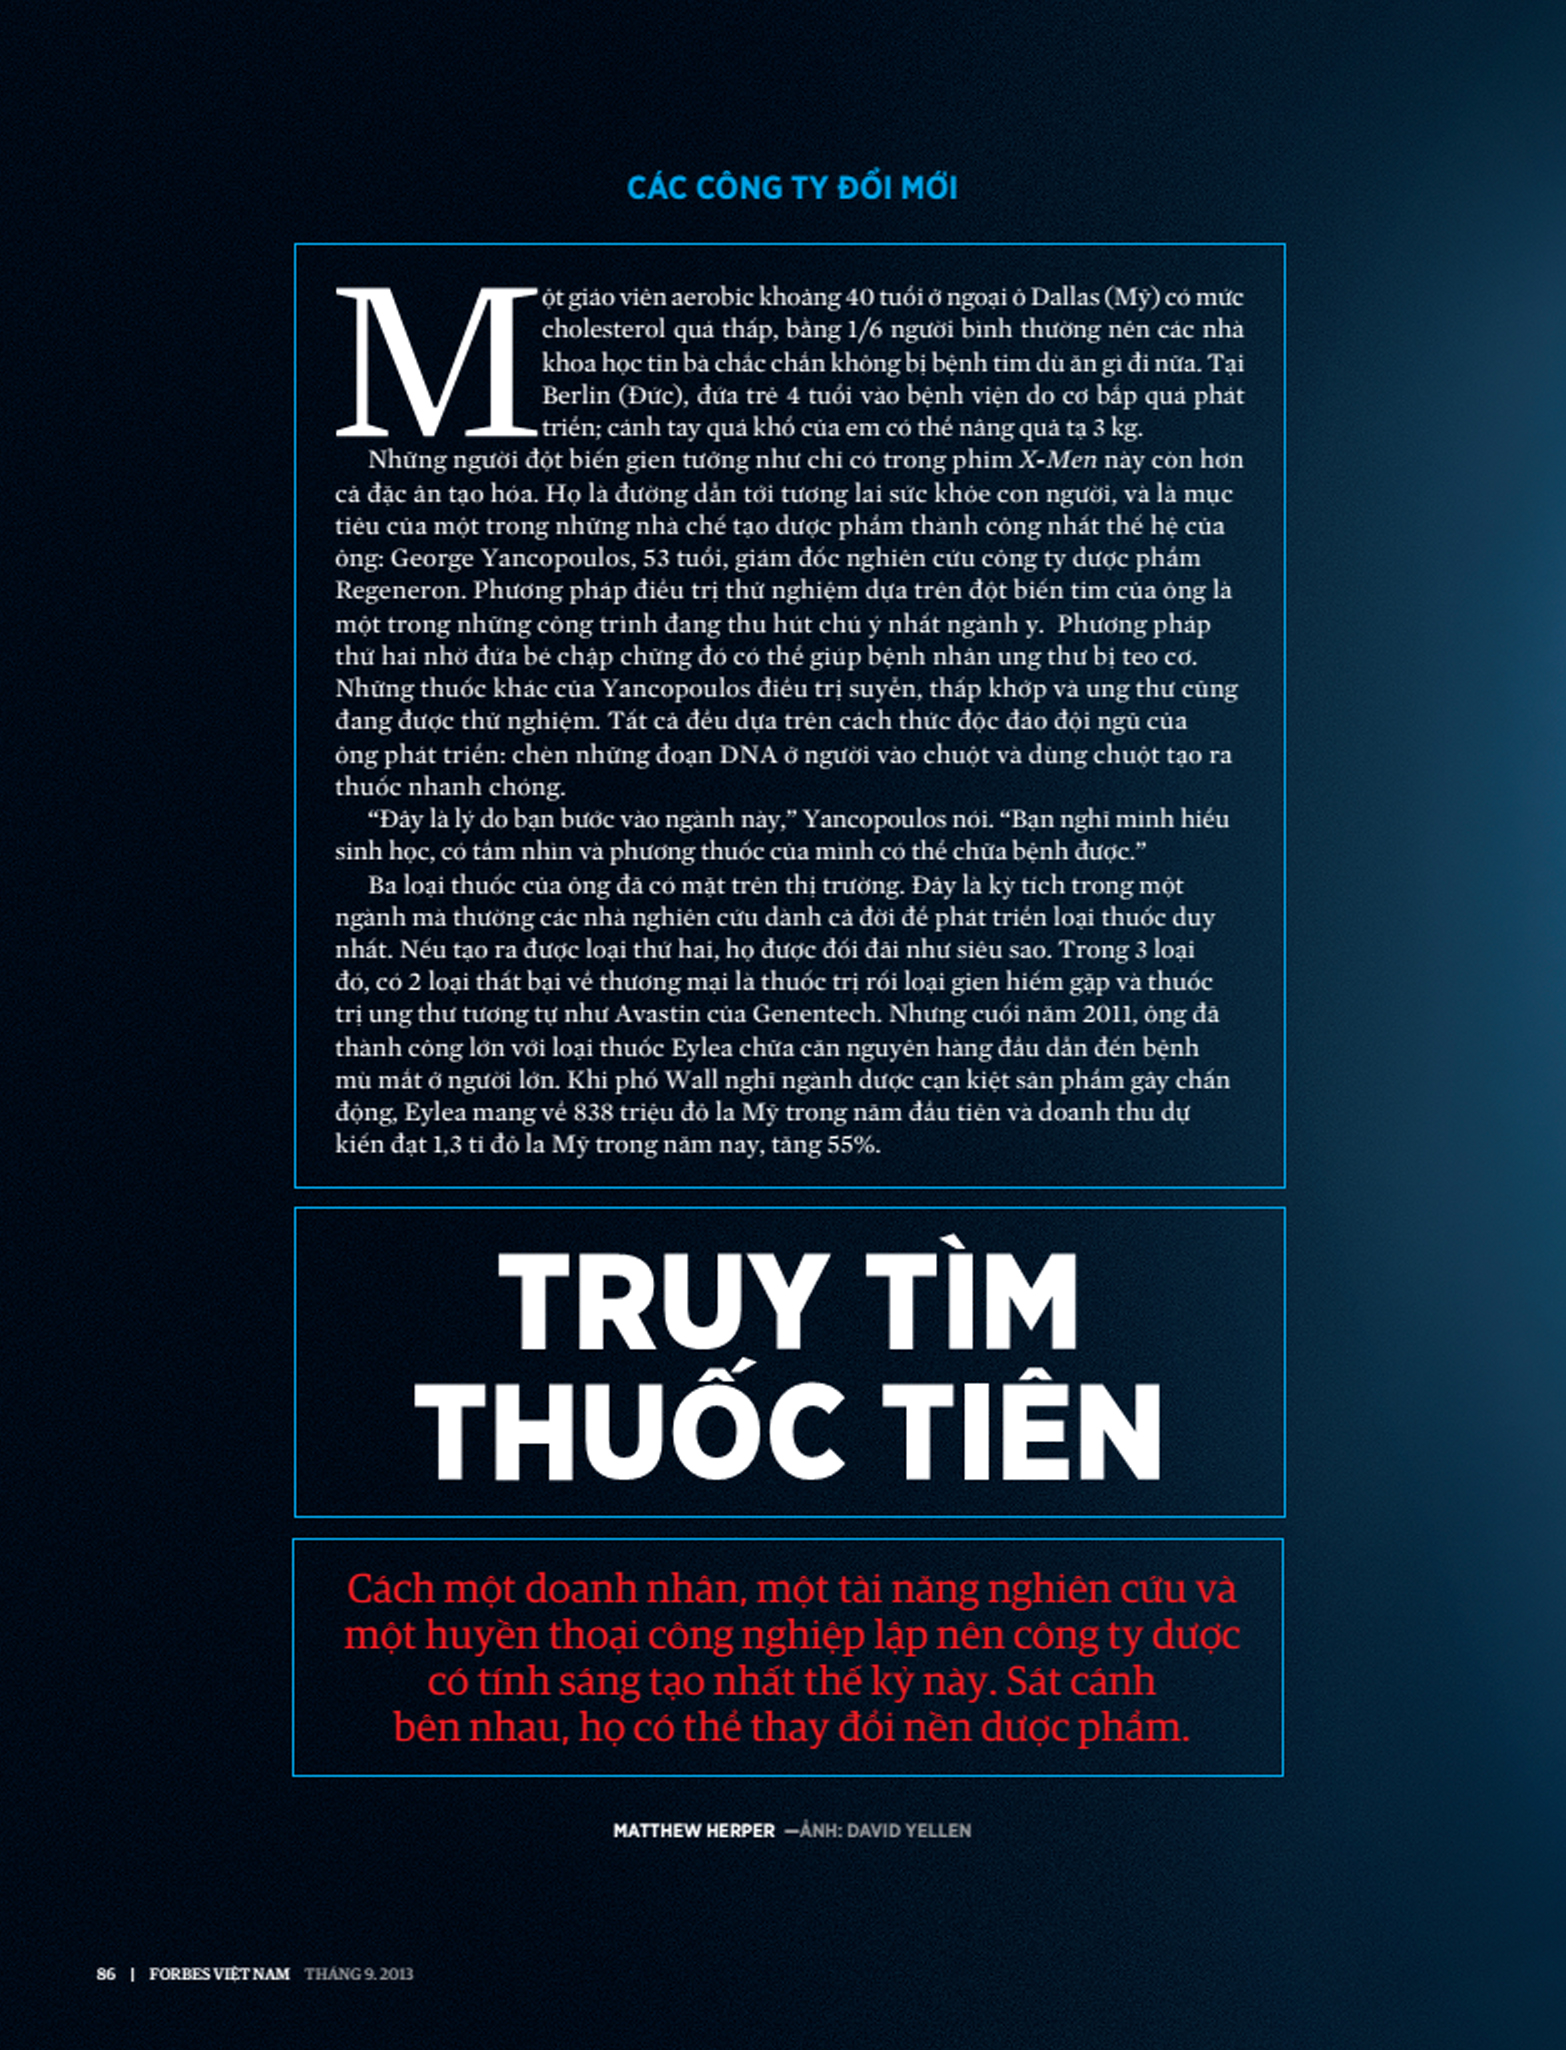 CÁC CÔNG TY ĐỔI MỚI
Một giáo viên aerobic khoảng 40 tuổi ở ngoại ô Dallas (Mỹ) có mức
cholesterol quá thấp, bằng 1/6 người bình thường nên các nhà
khoa học tin bà chắc chắn không bị bệnh tim dù ăn gì đi nữa. Tại
Berlin (Đức), đứa trẻ 4 tuổi vào bệnh viện do cơ bắp quá phát
triển; cánh tay quá khổ của em có thể nâng quả tạ 3 kg.
Những người đột biến gien tưởng như chỉ có trong phim X-Men này còn hơn
cả đặc ân tạo hóa. Họ là đường dẫn tới tương lai sức khỏe con người, và là mục
tiêu của một trong những nhà chế tạo dược phẩm thành công nhất thế hệ của
ông: George Yancopoulos, 53 tuổi, giám đốc nghiên cứu công ty dược phẩm
Regeneron. Phương pháp điều trị thử nghiệm dựa trên đột biến tim của ông là
một trong những công trình đang thu hút chú ý nhất ngành y. Phương pháp
thứ hai nhờ đứa bé chập chững đó có thể giúp bệnh nhân ung thư bị teo cơ.
Những thuốc khác của Yancopoulos điều trị suyễn, thấp khớp và ung thư cũng
đang được thử nghiệm. Tất cả đều dựa trên cách thức độc đáo đội ngũ của
ông phát triển: chèn những đoạn DNA ở người vào chuột và dùng chuột tạo ra
thuốc nhanh chóng.
“Đây là lý do bạn bước vào ngành này,” Yancopoulos nói. “Bạn nghĩ mình hiểu
sinh học, có tầm nhìn và phương thuốc của mình có thể chữa bệnh được.”
Ba loại thuốc của ông đã có mặt trên thị trường. Đây là kỳ tích trong một
ngành mà thường các nhà nghiên cứu dành cả đời để phát triển loại thuốc duy
nhất. Nếu tạo ra được loại thứ hai, họ được đối đãi như siêu sao. Trong 3 loại
đó, có 2 loại thất bại về thương mại là thuốc trị rối loại gien hiếm gặp và thuốc
trị ung thư tương tự như Avastin của Genentech. Nhưng cuối năm 2011, ông đã
thành công lớn với loại thuốc Eylea chữa căn nguyên hàng đầu dẫn đến bệnh
mù mắt ở người lớn. Khi phố Wall nghĩ ngành dược cạn kiệt sản phẩm gây chấn
động, Eylea mang về 838 triệu đô la Mỹ trong năm đầu tiên và doanh thu dự
kiến đạt 1,3 tỉ đô la Mỹ trong năm nay, tăng 55%.
TRUY TÌM
THUỐC TIÊN
Cách một doanh nhân, một tài năng nghiên cứu và
một huyền thoại công nghiệp lập nên công ty dược
có tính sáng tạo nhất thế kỷ này. Sát cánh
bên nhau, họ có thể thay đổi nền dược phẩm.
MATTHEW HERPER —ẢNH: DAVID YELLEN
86 | FORBES VIỆT NAM THÁNG 9. 2013